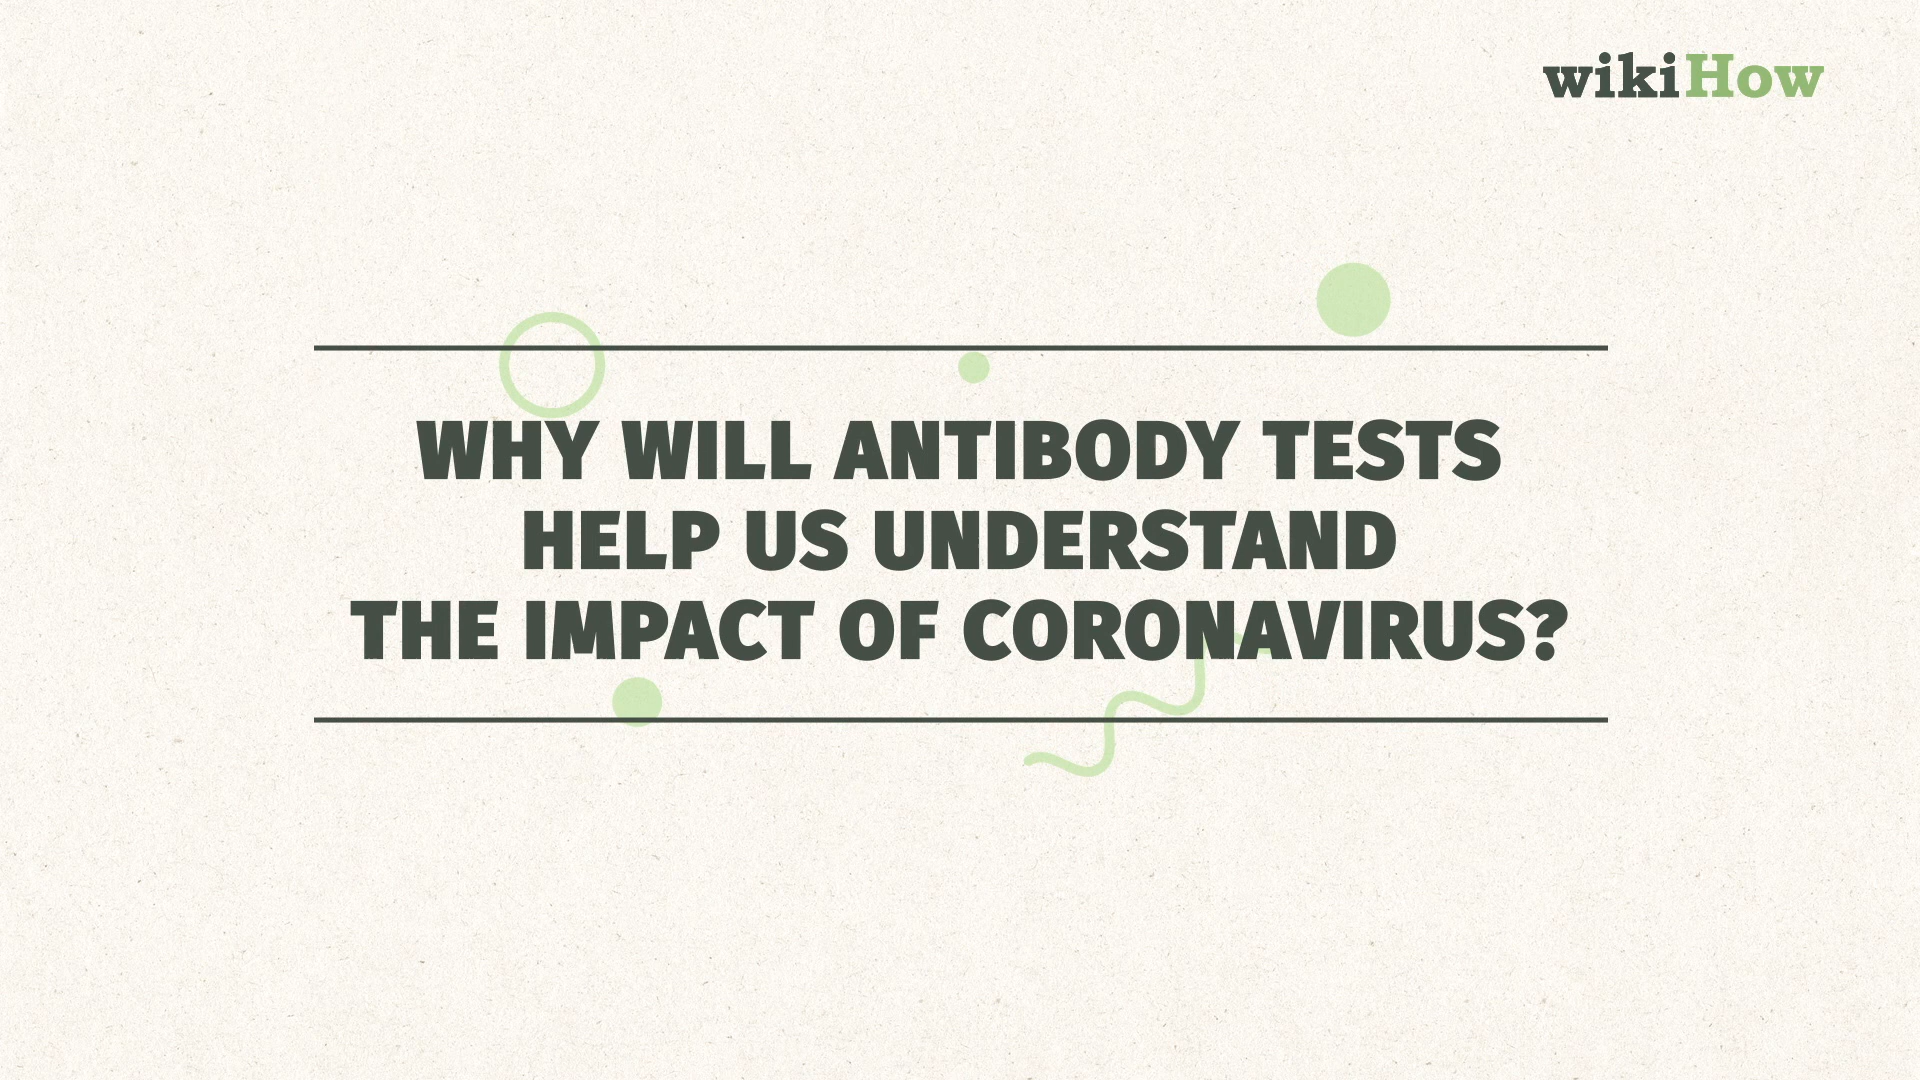 wikiHow
WHY WILL ANTIBODY TESTS
HELP US UNDERSTAND
THE IMPACT OF CORONAVIRUS?